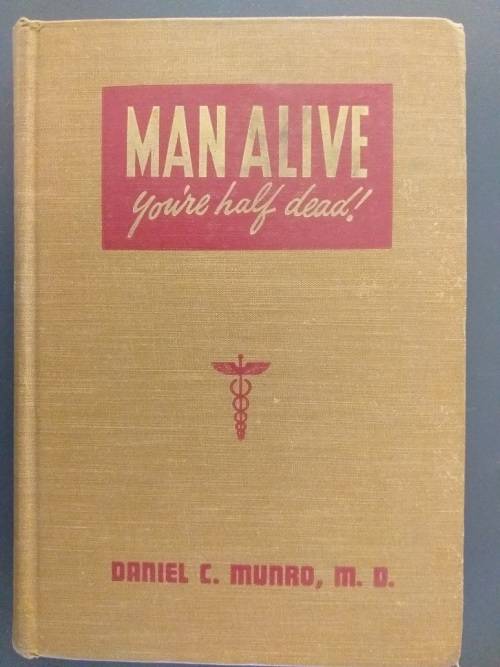 MAN ALIVE
you're half dead!
DANIEL C. MUNRO, M. D.